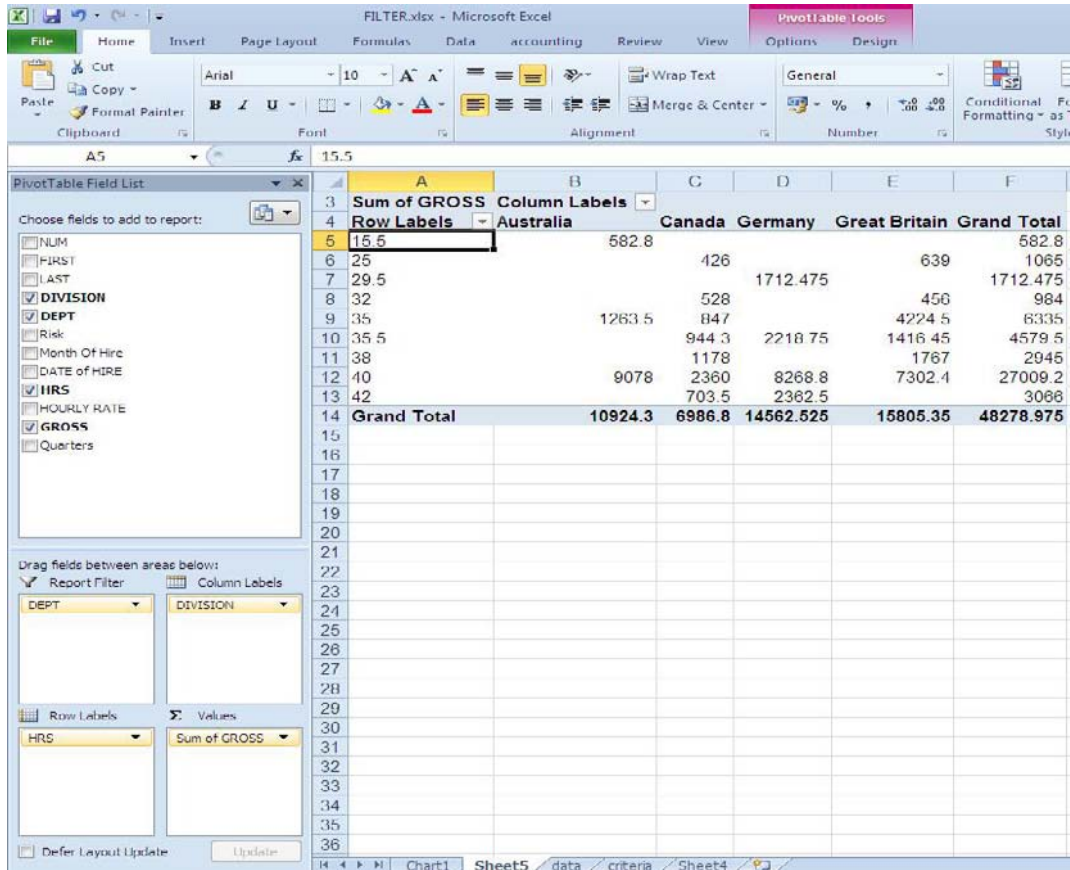 FILTER.xlsx - Microsoft Excel
PivotTable Tools
File Home Insert Page Layout Formulas Data accounting Review View Options Design
Cut
Copy
Format Painter
Paste
Arial 10
B I U
Wrap Text
Merge & Center
General
% ,
Conditional
Formatting as
Clipboard Font Alignment Number
A5 fx 15.5
PivotTable Field List
Choose fields to add to report:
NUM
FIRST
LAST
DIVISION
DEPT
Risk
Month Of Hire
DATE of HIRE
HRS
HOURLY RATE
GROSS
Quarters
Drag fields between areas below:
Report Filter Column Labels
DEPT DIVISION
Row Labels Σ Values
HRS Sum of GROSS
Defer Layout Update Update
A B C D E F
3 Sum of GROSS Column Labels
4 Row Labels Australia Canada Germany Great Britain Grand Total
5 15.5 582.8 582.8
6 25 426 639 1065
7 29.5 1712.475 1712.475
8 32 528 456 984
9 35 1263.5 847 4224.5 6335
10 35.5 944.3 2218.75 1416.45 4579.5
11 38 1178 1767 2945
12 40 9078 2360 8268.8 7302.4 27009.2
13 42 703.5 2362.5 3066
14 Grand Total 10924.3 6986.8 14562.525 15805.35 48278.975
15
16
17
18
19
20
21
22
23
24
25
26
27
28
29
30
31
32
33
34
35
36
Chart1 Sheet5 data criteria Sheet4